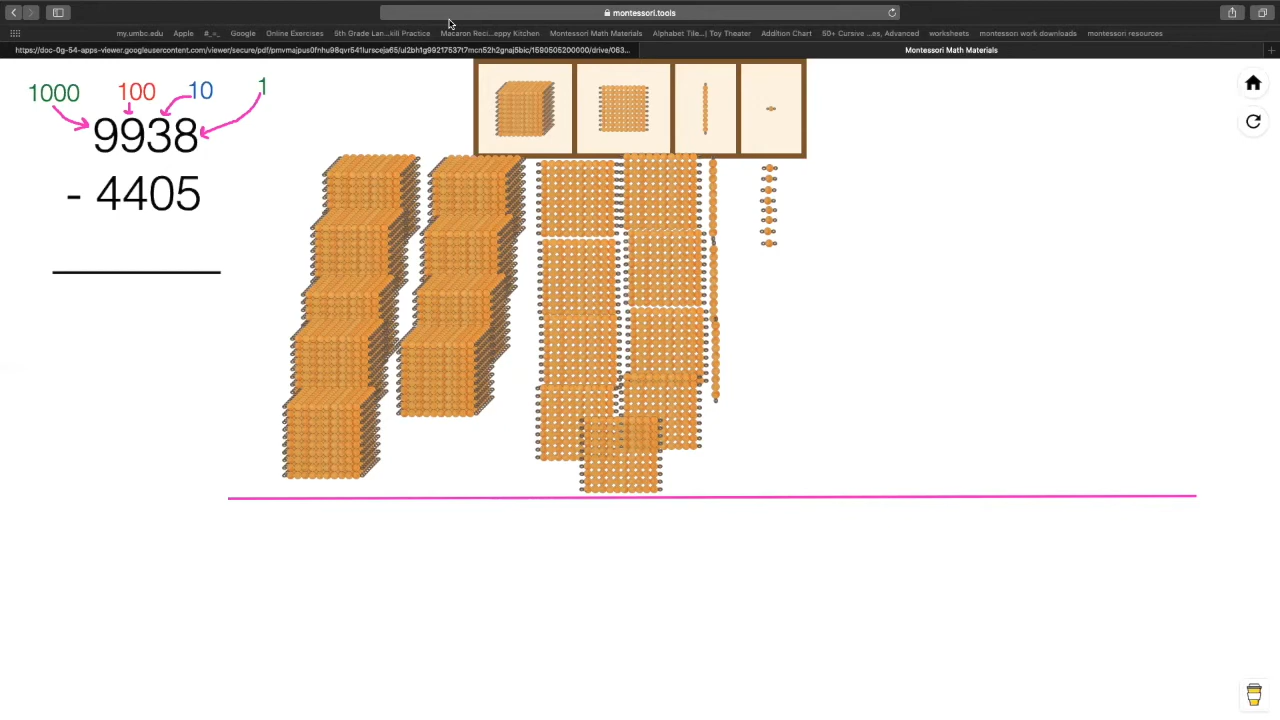 montessori.tools
my.umbc.edu Apple #_=_ Google Online Exercises 5th Grade Lan...kill Practice Macaron Reci...eppy Kitchen Montessori Math Materials Alphabet Tile...| Toy Theater Addition Chart 50+ Cursive ...es, Advanced worksheets montessori work downloads montessori resources
Montessori Math Materials
1000 100 10 1
9938
- 4405